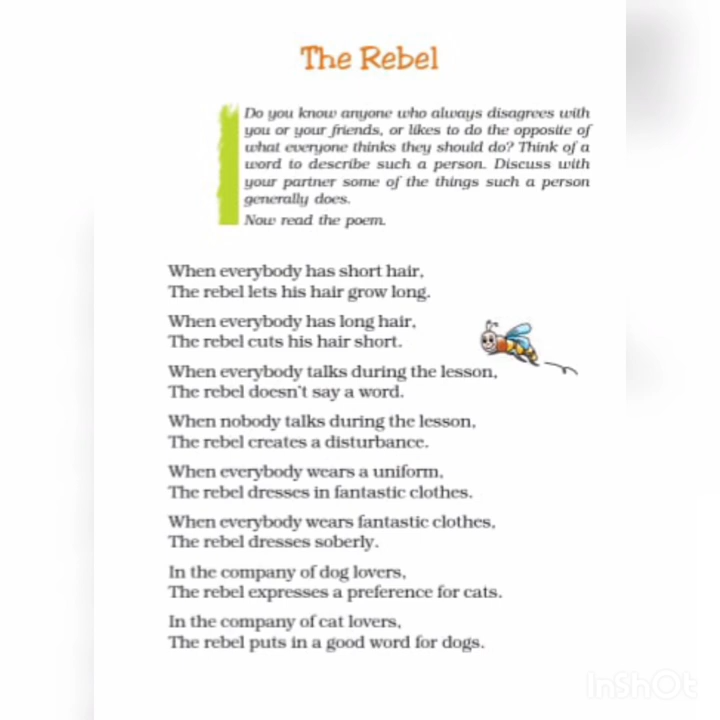 The Rebel
Do you know anyone who always disagrees with
you or your friends, or likes to do the opposite of
what everyone thinks they should do? Think of a
word to describe such a person. Discuss with
your partner some of the things such a person
generally does.
Now read the poem.
When everybody has short hair,
The rebel lets his hair grow long.
When everybody has long hair,
The rebel cuts his hair short.
When everybody talks during the lesson,
The rebel doesn't say a word.
When nobody talks during the lesson,
The rebel creates a disturbance.
When everybody wears a uniform,
The rebel dresses in fantastic clothes.
When everybody wears fantastic clothes,
The rebel dresses soberly.
In the company of dog lovers,
The rebel expresses a preference for cats.
In the company of cat lovers,
The rebel puts in a good word for dogs.
InShOt